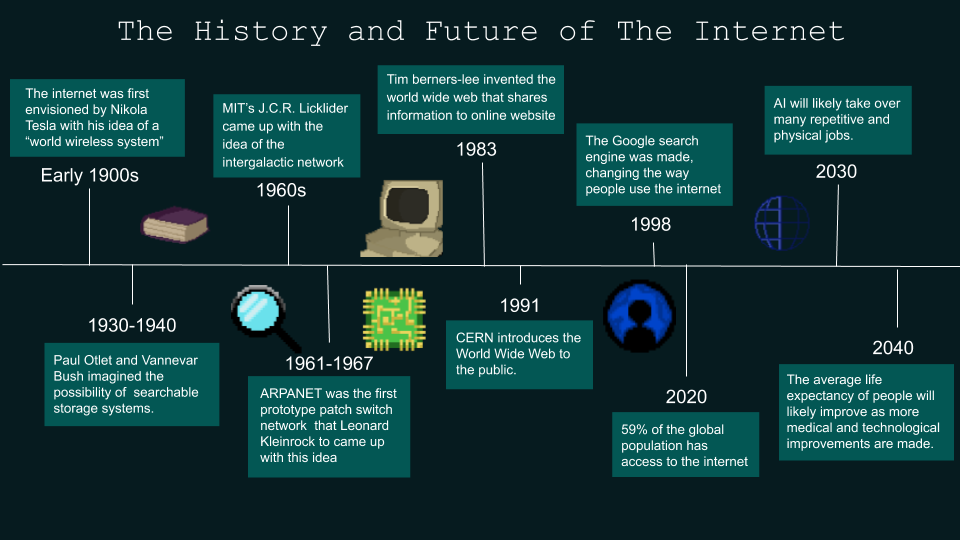 The History and Future of The Internet
The internet was first
envisioned by Nikola
Tesla with his idea of a
“world wireless system”
Early 1900s
MIT’s J.C.R. Licklider
came up with the
idea of the
intergalactic network
1960s
Tim berners-lee invented the
world wide web that shares
information to online website
1983
The Google search
engine was made,
changing the way
people use the internet
1998
AI will likely take over
many repetitive and
physical jobs.
2030
1930-1940
Paul Otlet and Vannevar
Bush imagined the
possibility of  searchable
storage systems.
1961-1967
ARPANET was the first
prototype patch switch
network  that Leonard
Kleinrock to came up
with this idea
1991
CERN introduces the
World Wide Web to
the public.
2020
59% of the global
population has
access to the internet
2040
The average life
expectancy of people will
likely improve as more
medical and technological
improvements are made.